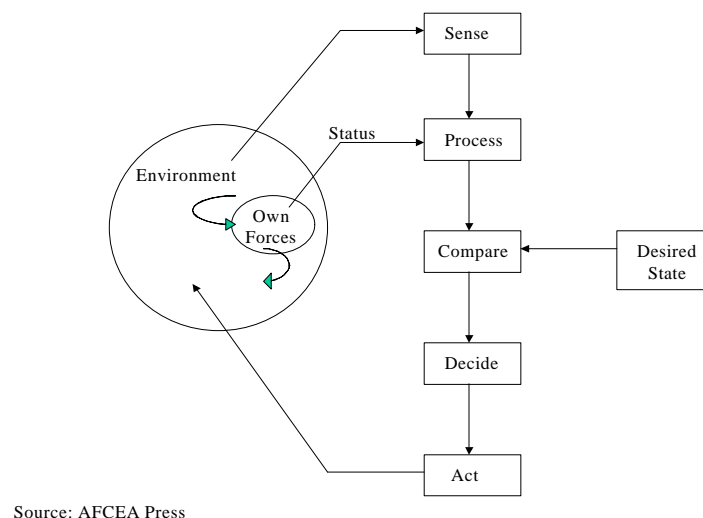 Sense
Status
Process
Environment
Own
Forces
Compare
Desired
State
Decide
Act
Source: AFCEA Press